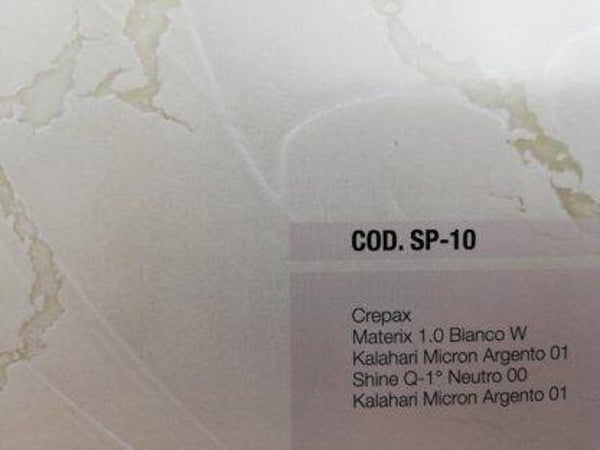 COD. SP-10
Crepax
Materix 1.0 Bianco W
Kalahari Micron Argento 01
Shine Q-1° Neutro 00
Kalahari Micron Argento 01